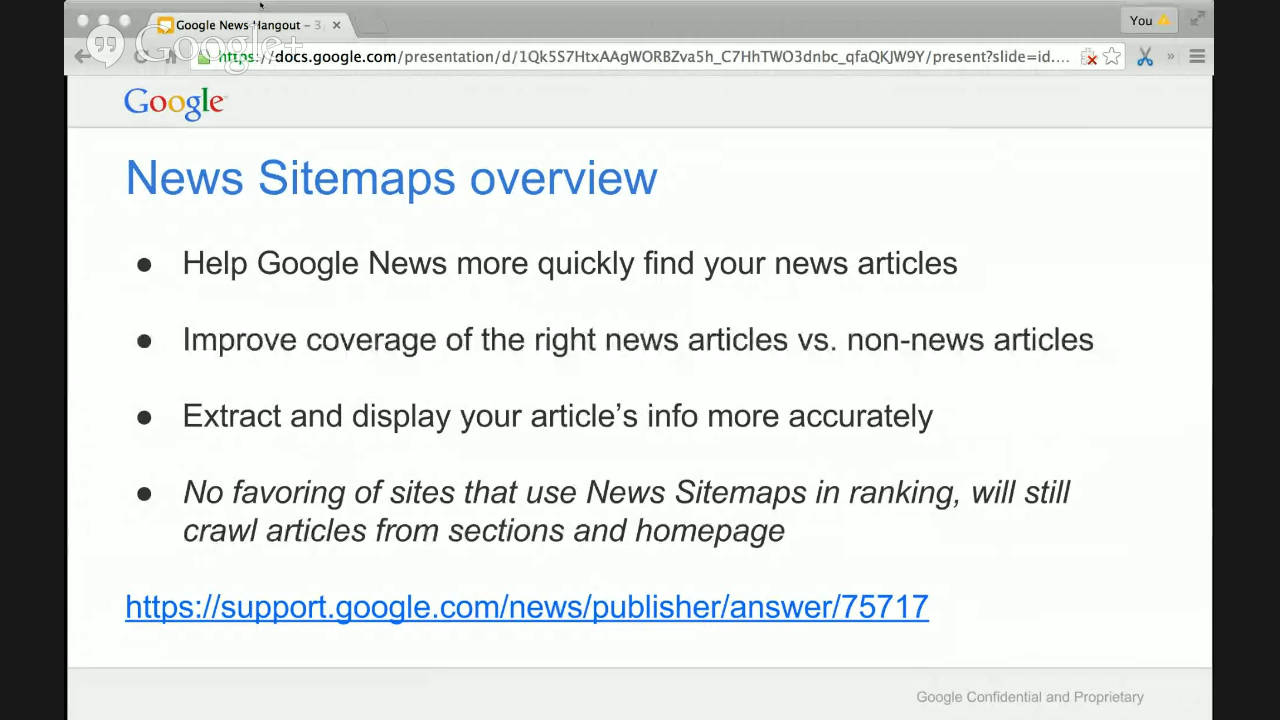 Google News Hangout – 3
You
Google+
https://docs.google.com/presentation/d/1Qk5S7HtxAAgWORBZva5h_C7HhTWO3dnbc_qfaQKJW9Y/present?slide=id....
Google
News Sitemaps overview
● Help Google News more quickly find your news articles
● Improve coverage of the right news articles vs. non-news articles
● Extract and display your article’s info more accurately
● No favoring of sites that use News Sitemaps in ranking, will still
crawl articles from sections and homepage
https://support.google.com/news/publisher/answer/75717
Google Confidential and Proprietary